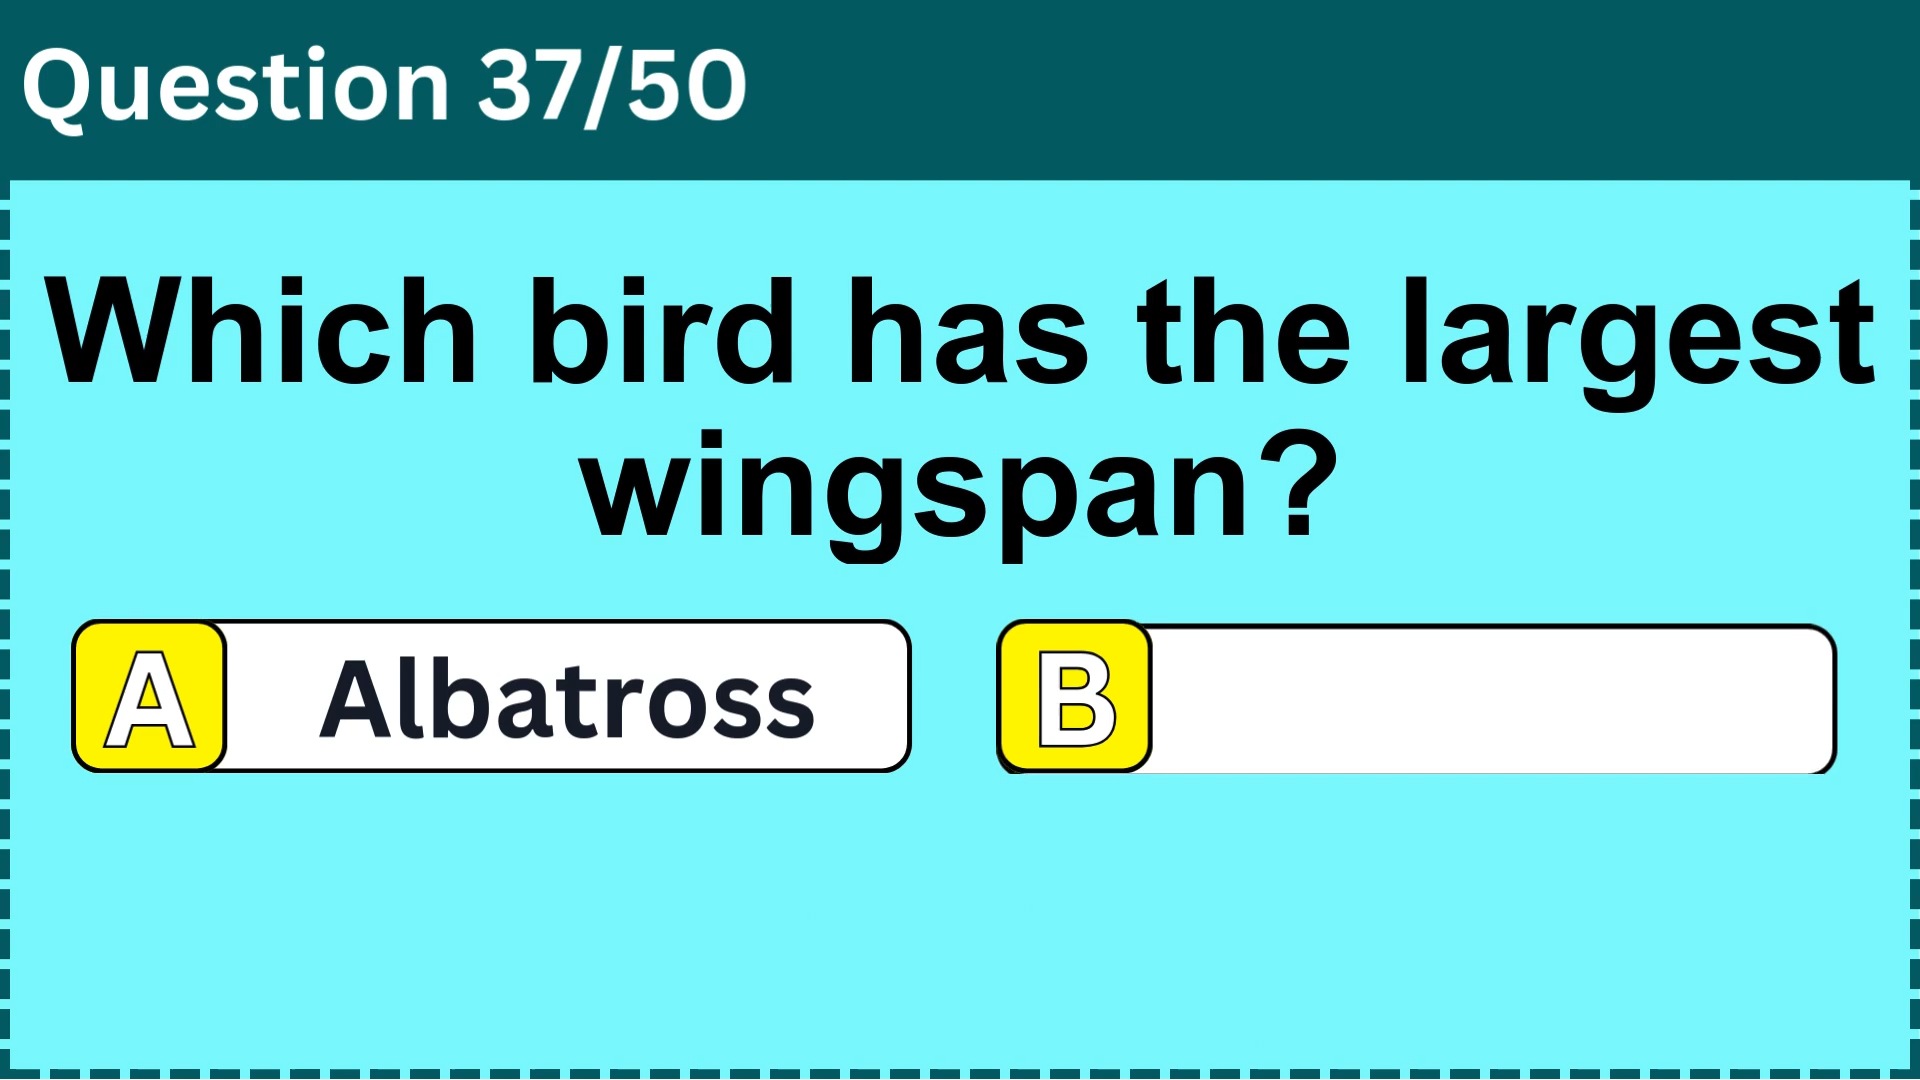 Question 37/50
Which bird has the largest
wingspan?
A Albatross
B